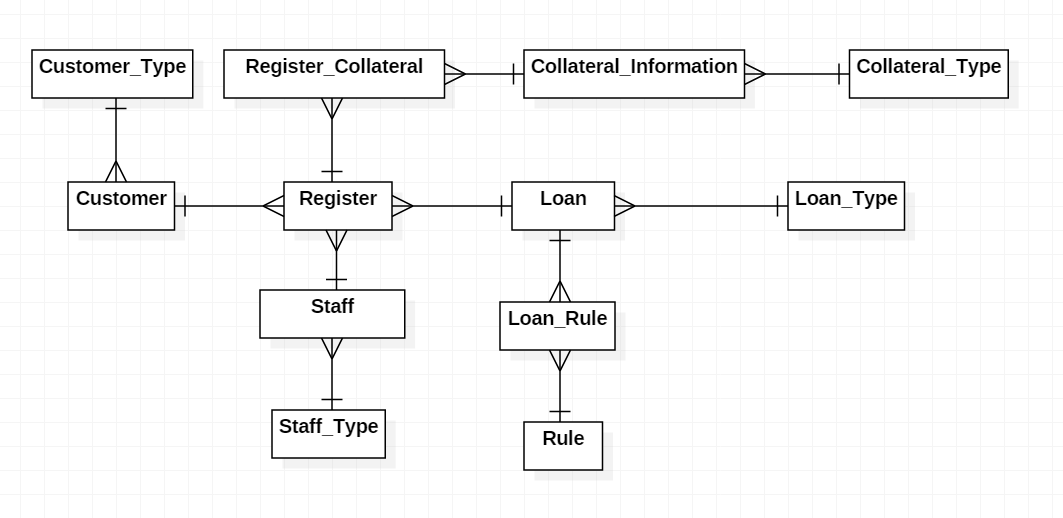 Customer_Type
Register_Collateral
Collateral_Information
Collateral_Type
Customer
Register
Loan
Loan_Type
Staff
Loan_Rule
Staff_Type
Rule